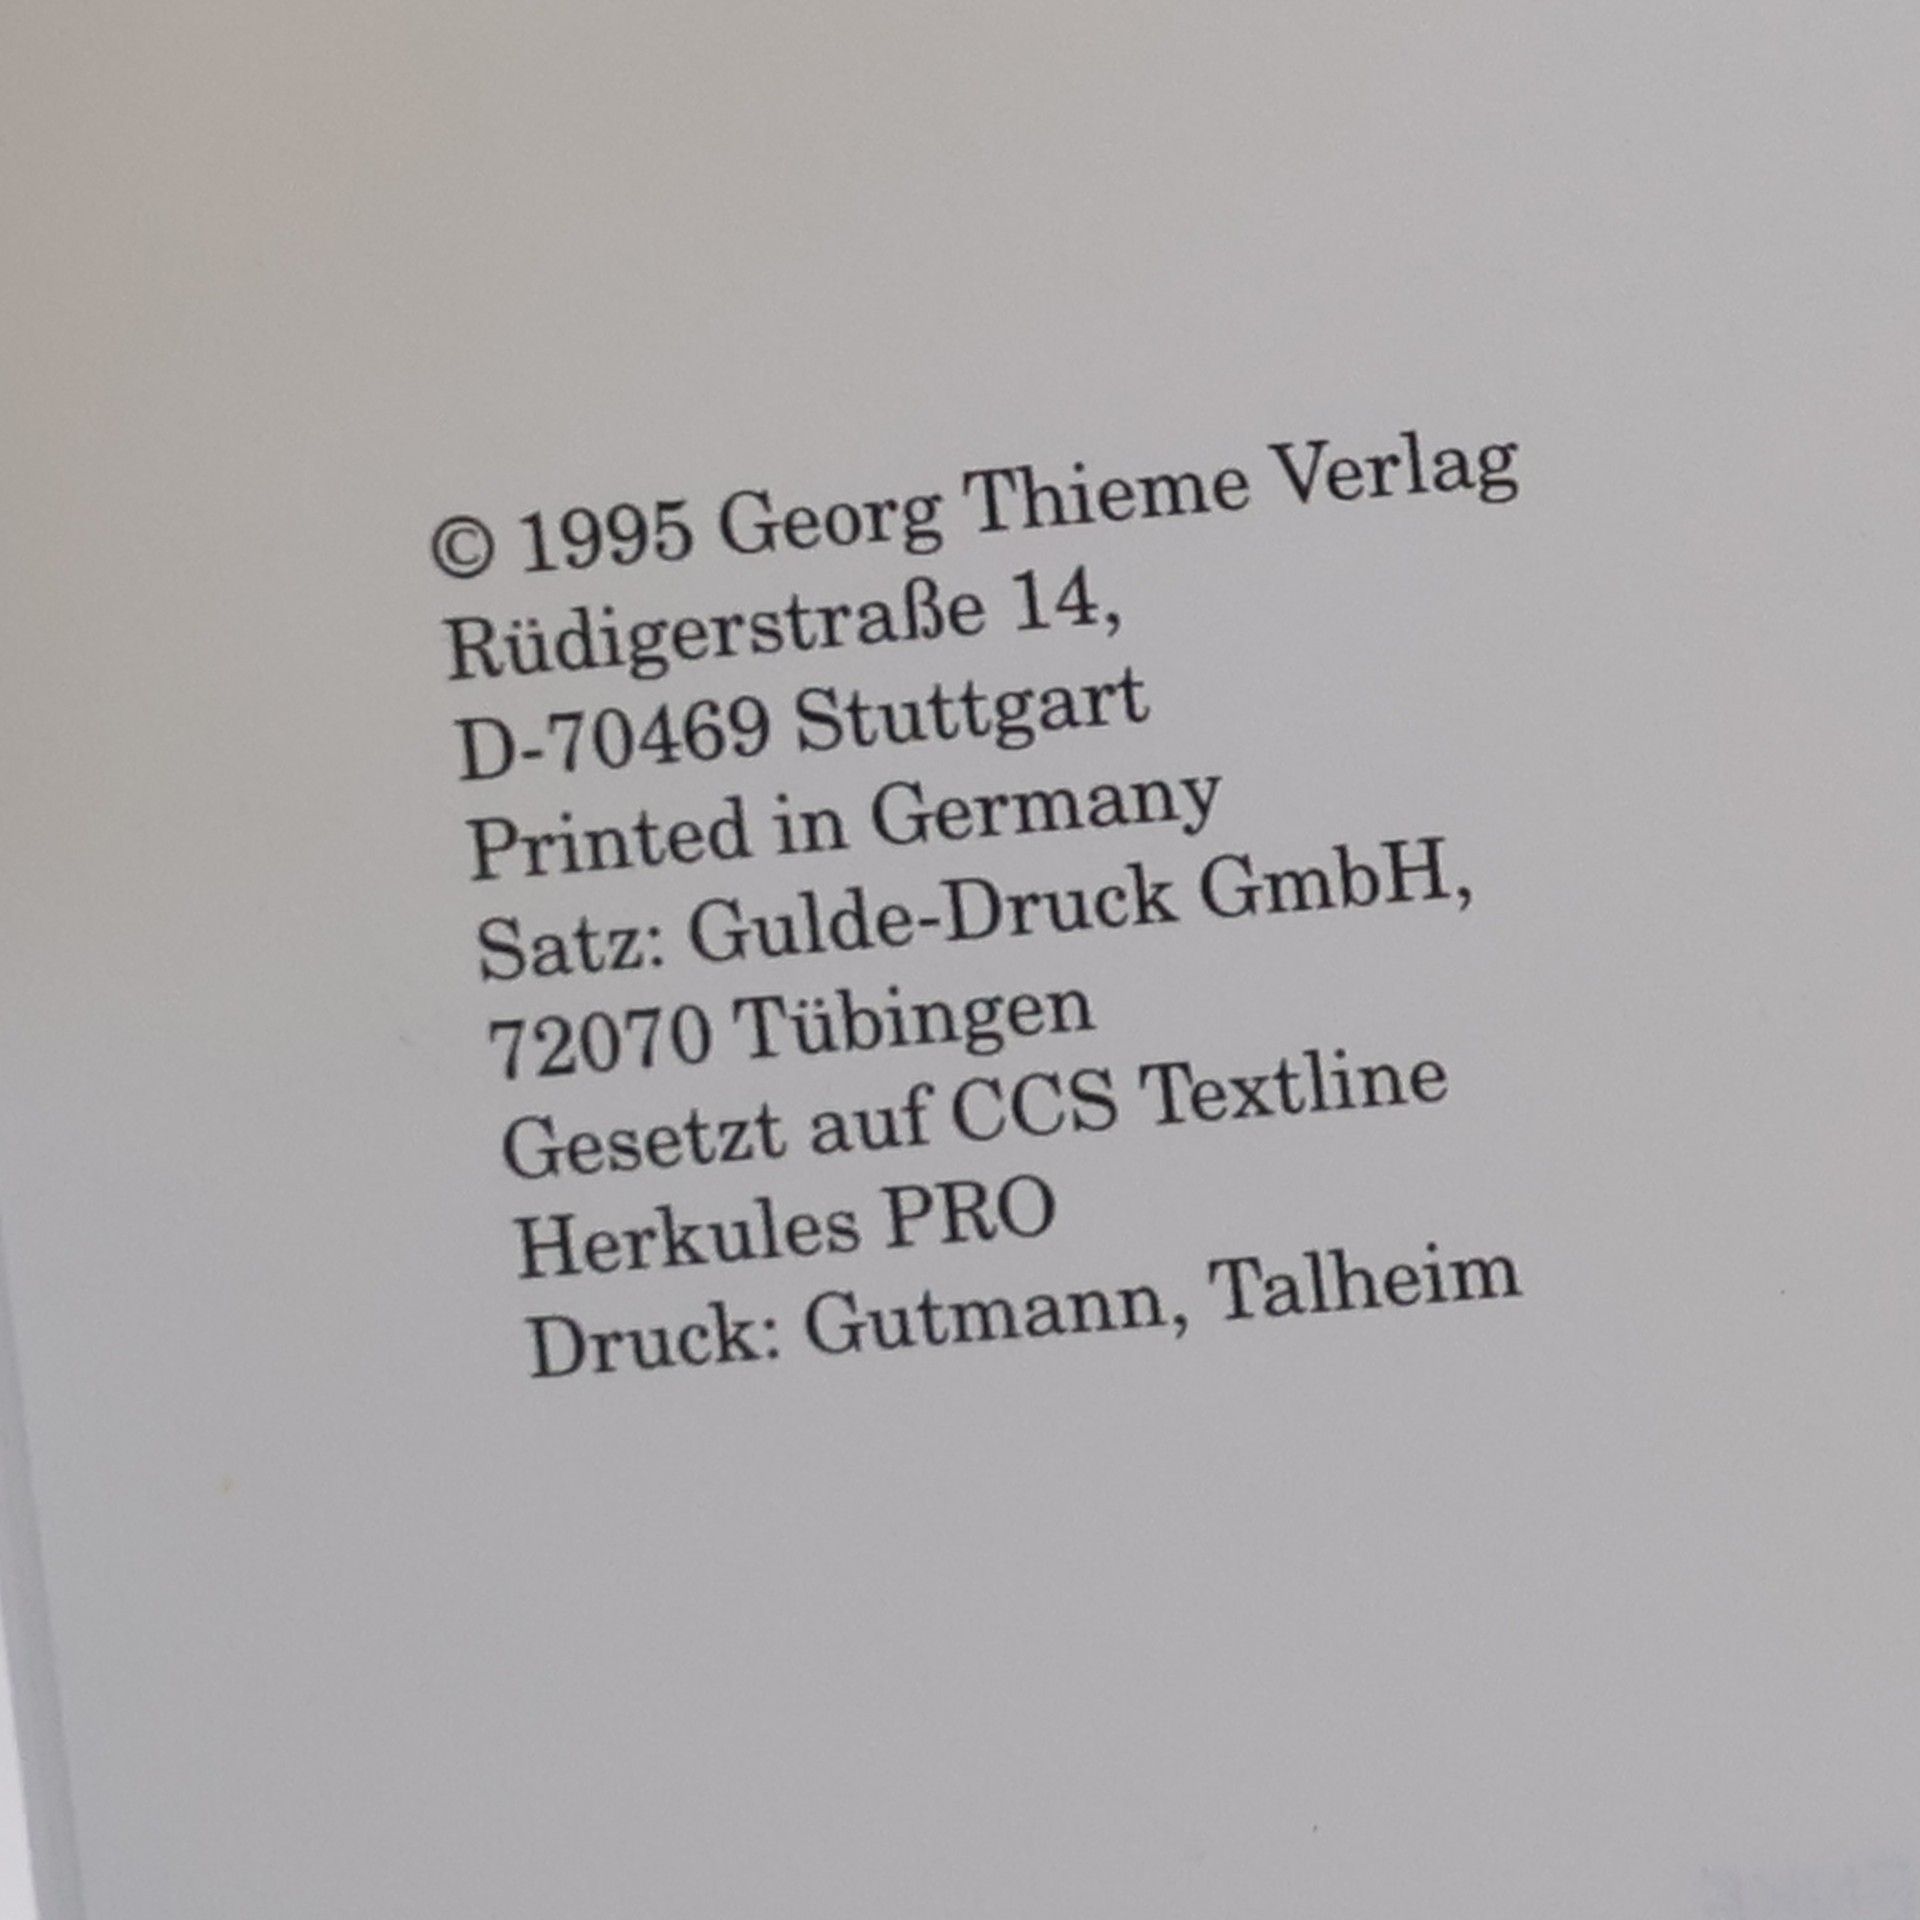 © 1995 Georg Thieme Verlag
Rüdigerstraße 14,
D-70469 Stuttgart
Printed in Germany
Satz: Gulde-Druck GmbH,
72070 Tübingen
Gesetzt auf CCS Textline
Herkules PRO
Druck: Gutmann, Talheim